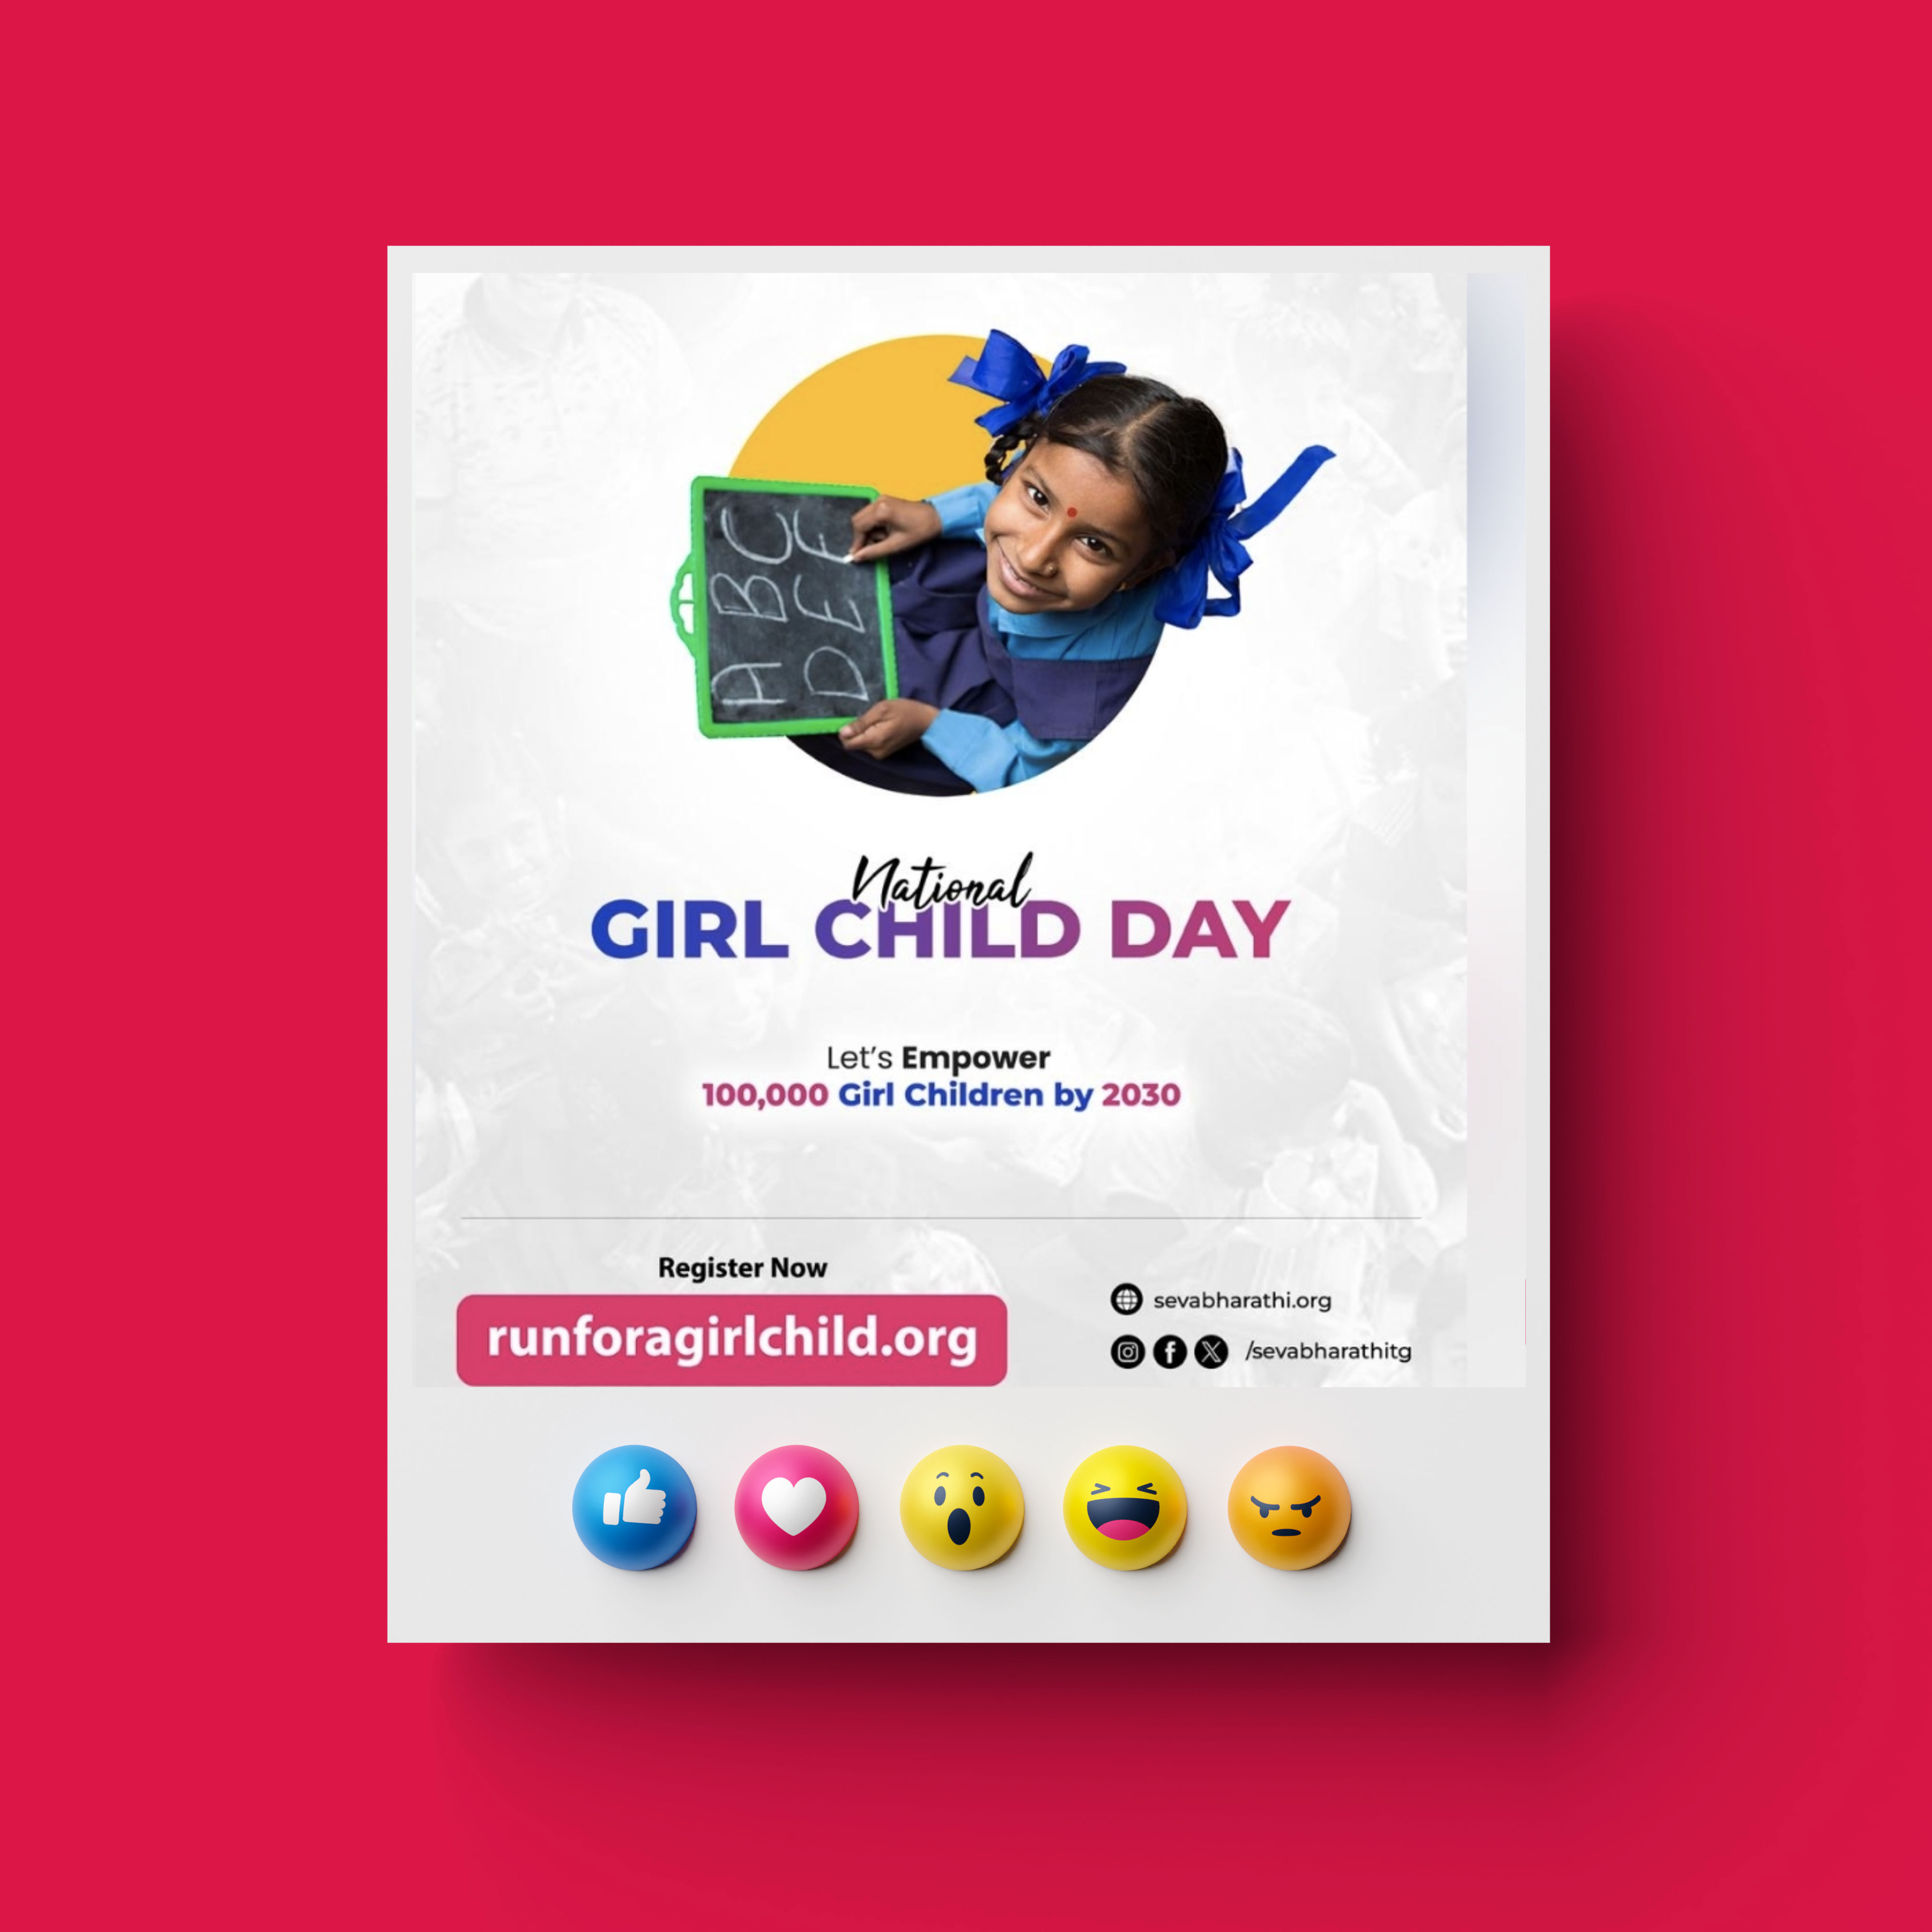 A B C
D E F
National
GIRL CHILD DAY
Let's Empower
100,000 Girl Children by 2030
Register Now
runforagirlchild.org
sevabharathi.org
/sevabharathitg